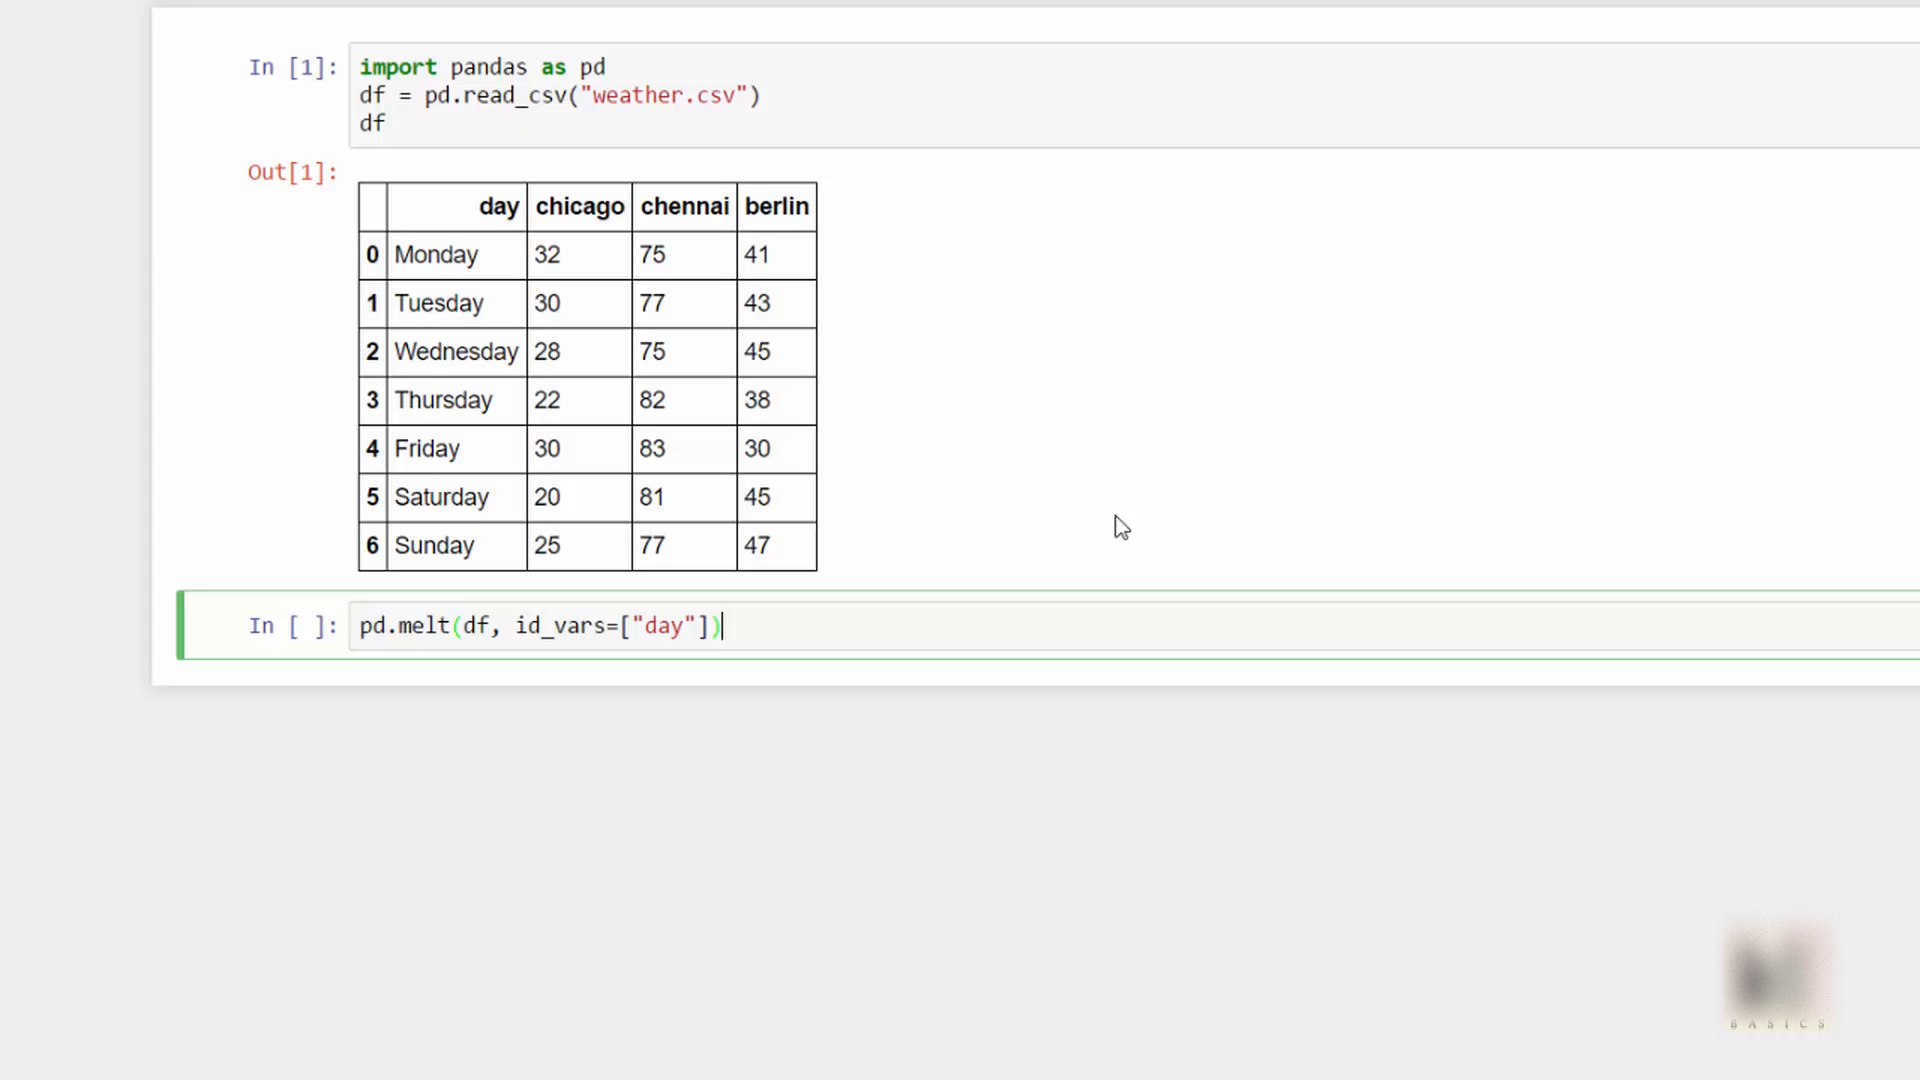 In [1]:
import pandas as pd
df = pd.read_csv("weather.csv")
df
Out[1]:
day chicago chennai berlin
0 Monday 32 75 41
1 Tuesday 30 77 43
2 Wednesday 28 75 45
3 Thursday 22 82 38
4 Friday 30 83 30
5 Saturday 20 81 45
6 Sunday 25 77 47
In [ ]: pd.melt(df, id_vars=["day"])
BASICS